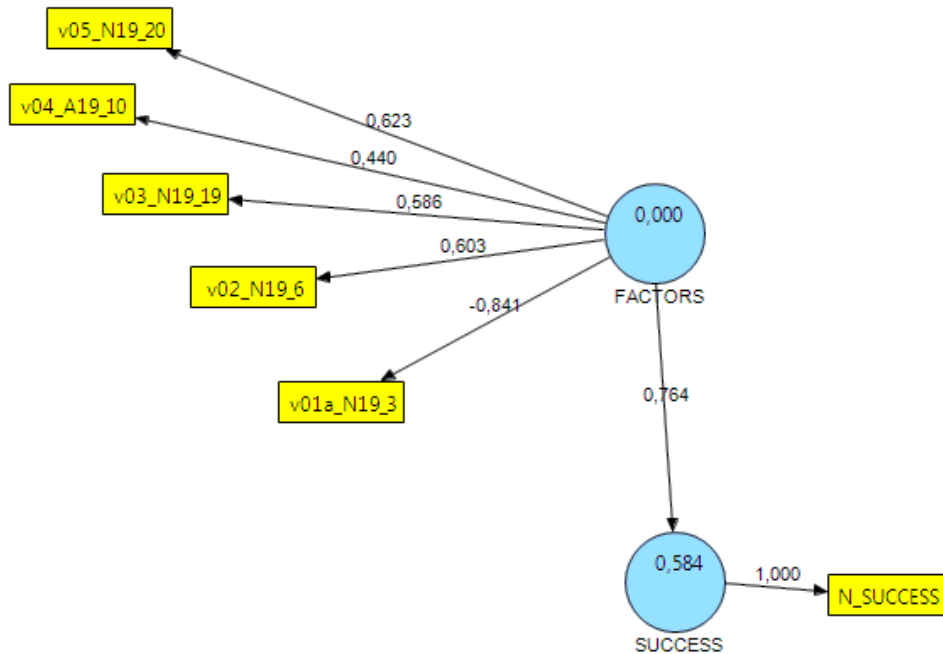 v05_N19_20
v04_A19_10
0,623
0,440
v03_N19_19
0,586
0,000
0,603
v02_N19_6
FACTORS
-0,841
v01a_N19_3
0,764
0,584
1,000
N_SUCCESS
SUCCESS